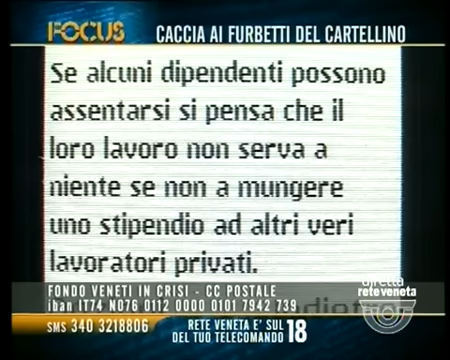 FOCUS CACCIA AI FURBETTI DEL CARTELLINO
Se alcuni dipendenti possono
assentarsi si pensa che il
loro lavoro non serva a
niente se non a mungere
uno stipendio ad altri veri
lavoratori privati.
diretta
reteveneta
FONDO VENETI IN CRISI - CC POSTALE
iban IT74 N076 0112 0000 0101 7942 739
SMS 340 3218806
RETE VENETA E' SUL 18
DEL TUO TELECOMANDO